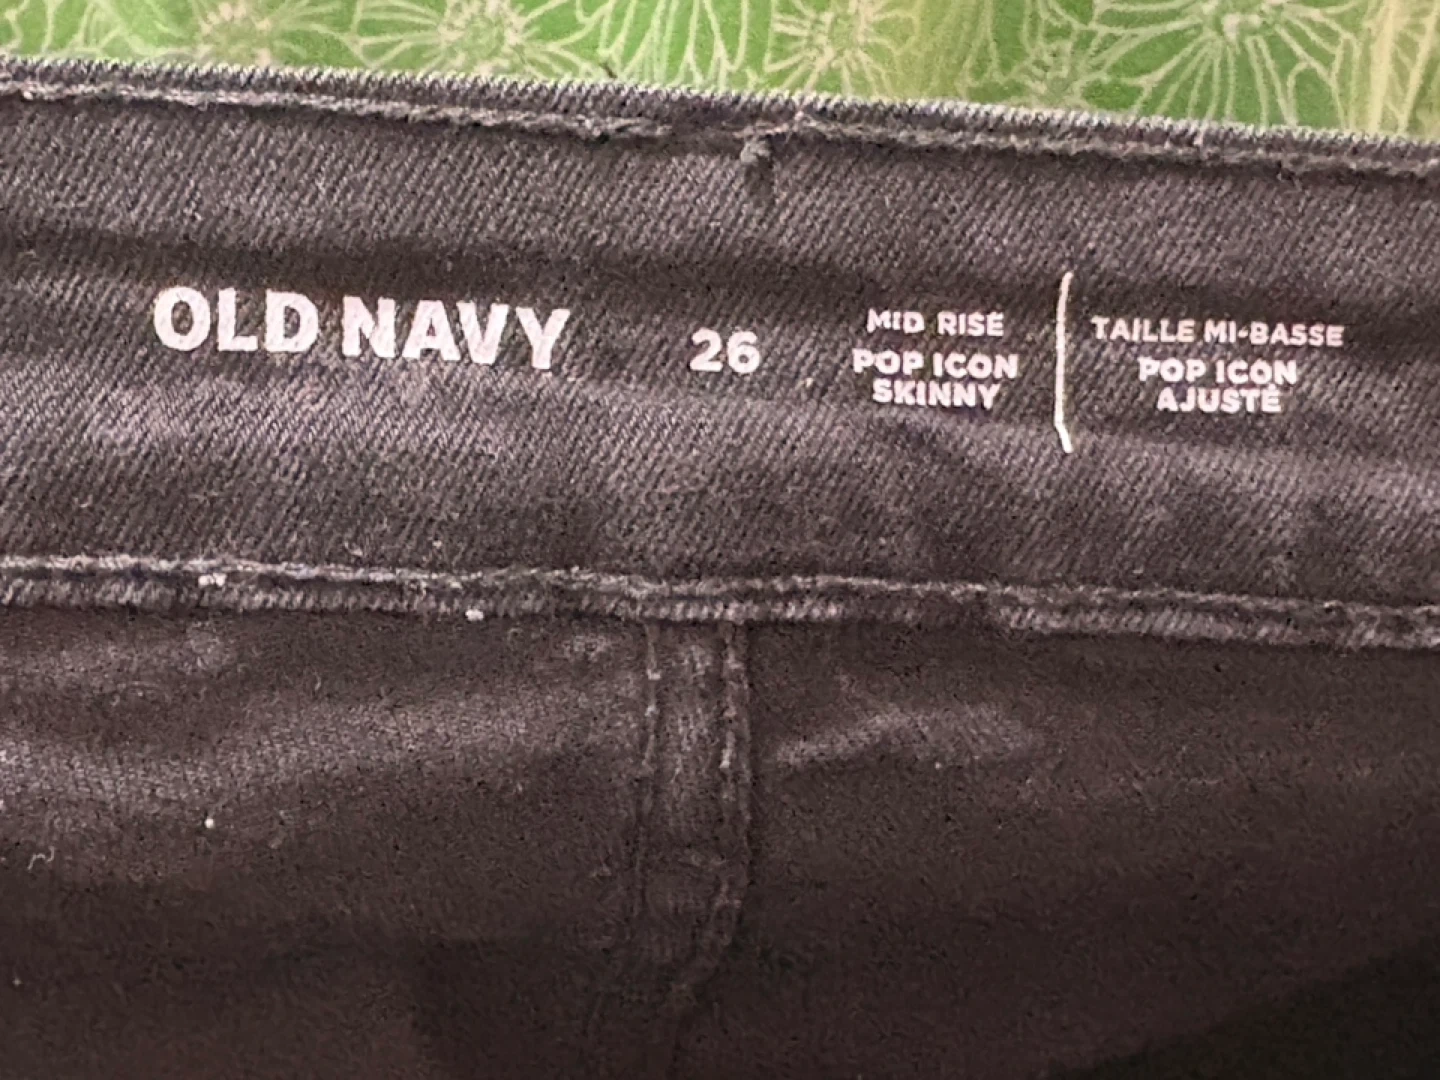 OLD NAVY
26
MID RISE
POP ICON
SKINNY
TAILLE MI-BASSE
POP ICON
AJUSTÉ